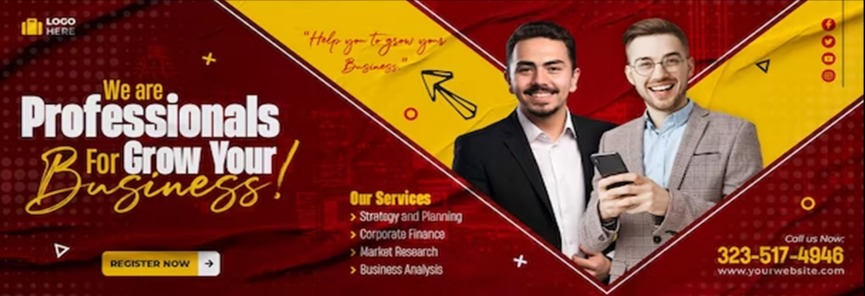 LOGO
HERE
"Help you to grow your
Business."
We are
Professionals
For Grow Your
Business!
Our Services
Strategy and Planning
Corporate Finance
Market Research
Business Analysis
REGISTER NOW
Call us Now:
323-517-4946
www.yourwebsite.com